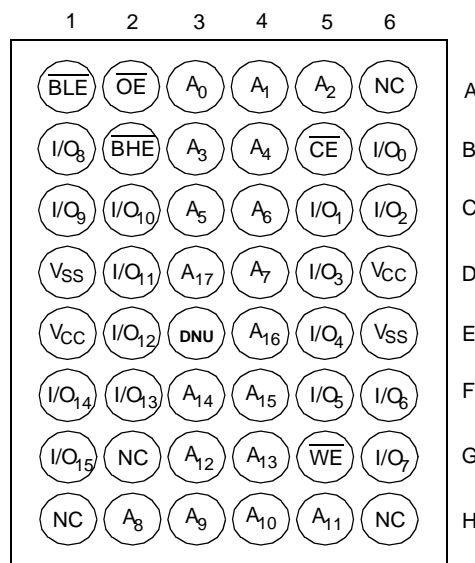 1 2 3 4 5 6
BLE OE A0 A1 A2 NC A
I/O8 BHE A3 A4 CE I/O0 B
I/O9 I/O10 A5 A6 I/O1 I/O2 C
VSS I/O11 A17 A7 I/O3 VCC D
VCC I/O12 DNU A16 I/O4 VSS E
I/O14 I/O13 A14 A15 I/O5 I/O6 F
I/O15 NC A12 A13 WE I/O7 G
NC A8 A9 A10 A11 NC H